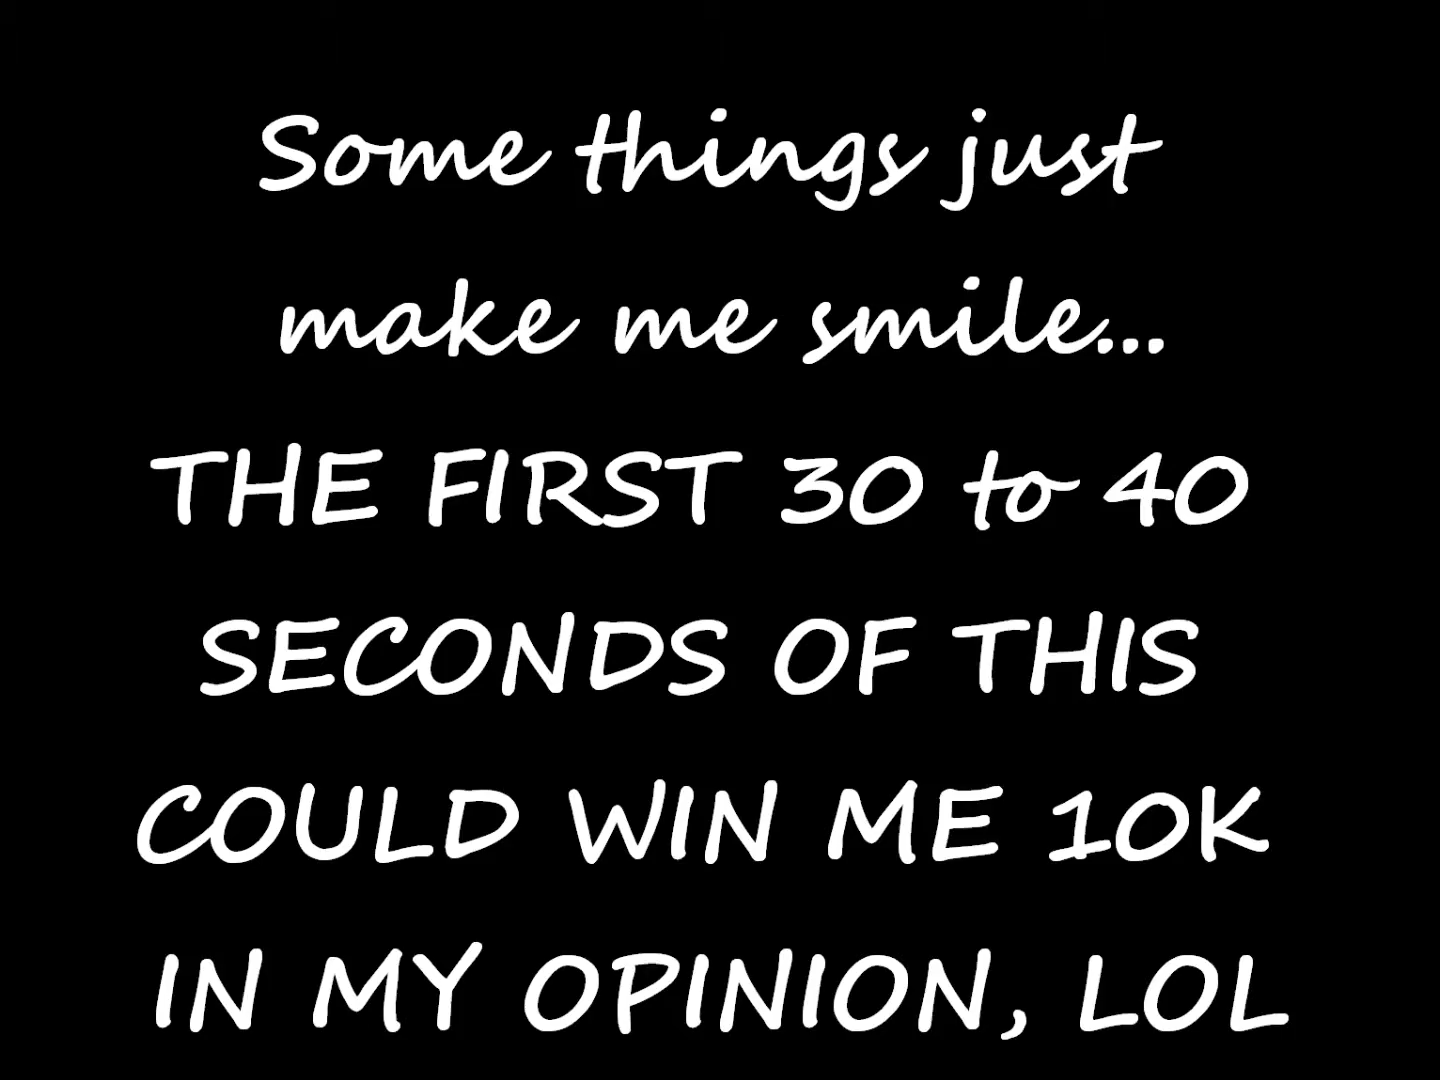 Some things just
make me smile...
THE FIRST 30 to 40
SECONDS OF THIS
COULD WIN ME 10K
IN MY OPINION, LOL